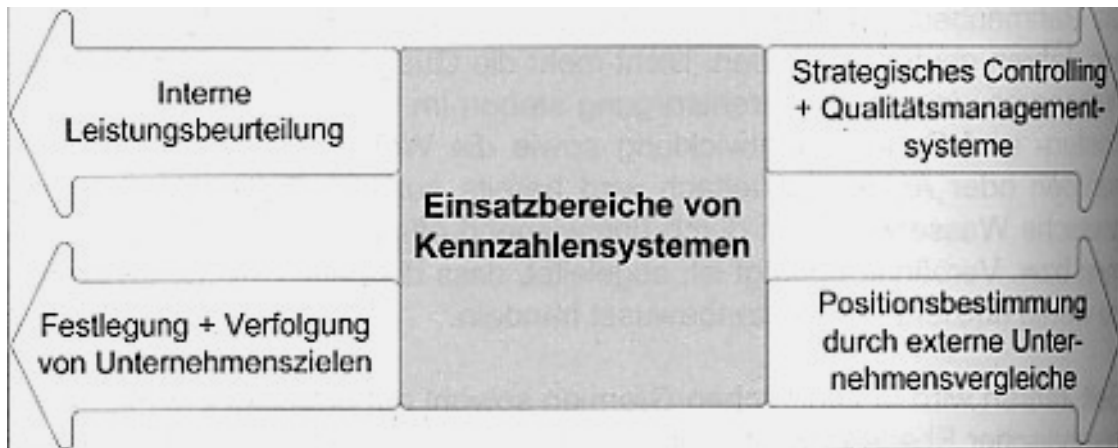 Interne
Leistungsbeurteilung
Strategisches Controlling
+ Qualitätsmanagement-
systeme
Einsatzbereiche von
Kennzahlensystemen
Festlegung + Verfolgung
von Unternehmenszielen
Positionsbestimmung
durch externe Unter-
nehmensvergleiche